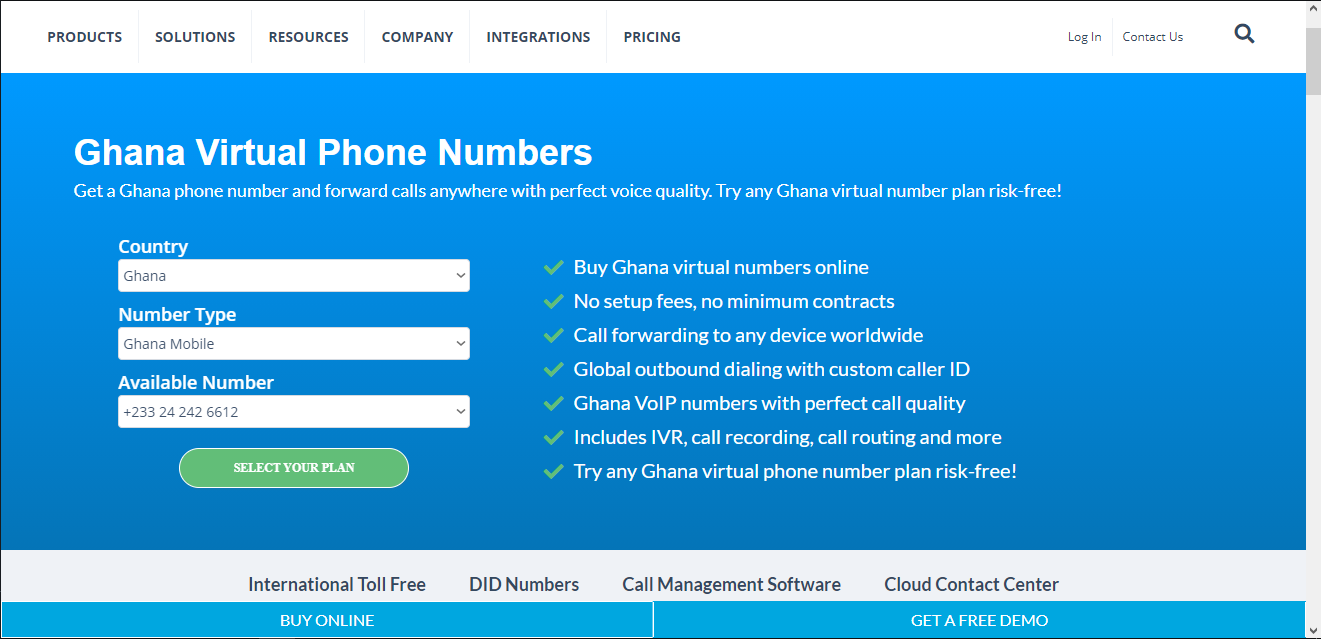 PRODUCTS SOLUTIONS RESOURCES COMPANY INTEGRATIONS PRICING Log In Contact Us
Ghana Virtual Phone Numbers
Get a Ghana phone number and forward calls anywhere with perfect voice quality. Try any Ghana virtual number plan risk-free!
Country
Ghana
Number Type
Ghana Mobile
Available Number
+233 24 242 6612
SELECT YOUR PLAN
Buy Ghana virtual numbers online
No setup fees, no minimum contracts
Call forwarding to any device worldwide
Global outbound dialing with custom caller ID
Ghana VoIP numbers with perfect call quality
Includes IVR, call recording, call routing and more
Try any Ghana virtual phone number plan risk-free!
International Toll Free DID Numbers Call Management Software Cloud Contact Center
BUY ONLINE GET A FREE DEMO